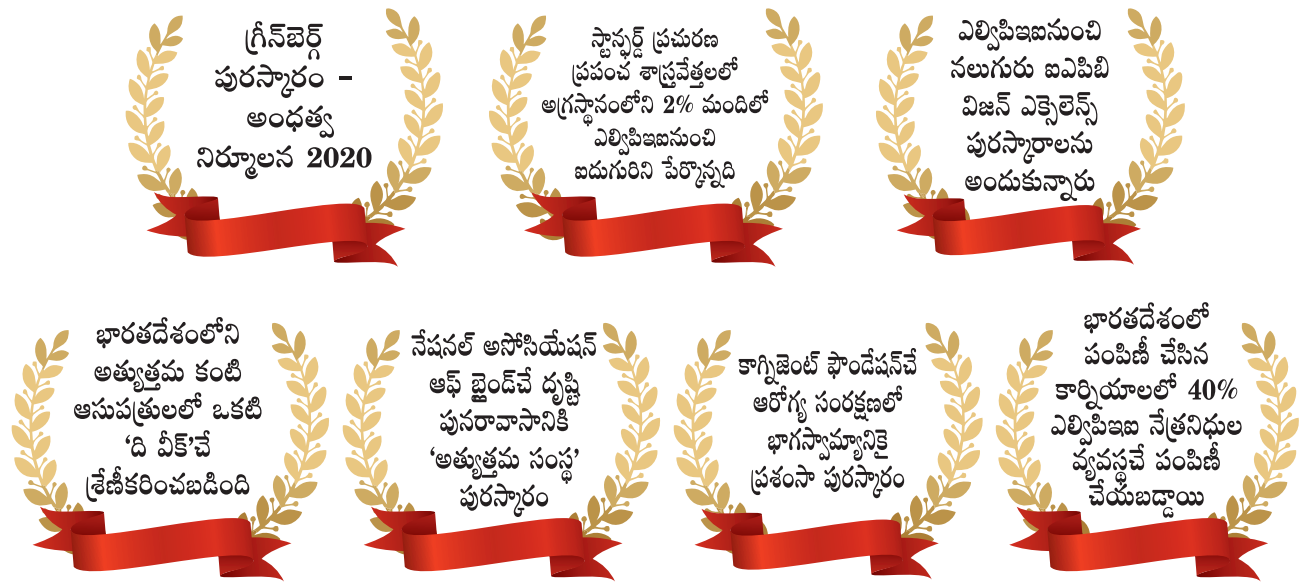 గ్రీన్‌బెర్గ్
పురస్కారం –
అంధత్వ
నిర్మూలన 2020
స్టాన్ఫర్డ్ ప్రచురణ
ప్రపంచ శాస్త్రవేత్తలలో
అగ్రస్థానంలోని 2% మందిలో
ఎల్విపిఇఐనుంచి
ఐదుగురిని పేర్కొన్నది
ఎల్విపిఇఐనుంచి
నలుగురు ఐఎపిబి
విజన్ ఎక్సెలెన్స్
పురస్కారాలను
అందుకున్నారు
భారతదేశంలోని
అత్యుత్తమ కంటి
ఆసుపత్రులలో ఒకటి
‘ది వీక్’చే
శ్రేణీకరించబడింది
నేషనల్ అసోసియేషన్
ఆఫ్ బ్లైండ్‌చే దృష్టి
పునరావాసానికి
‘అత్యుత్తమ సంస్థ’
పురస్కారం
కాగ్నిజెంట్ ఫౌండేషన్‌చే
ఆరోగ్య సంరక్షణలో
భాగస్వామ్యానికై
ప్రశంసా పురస్కారం
భారతదేశంలో
పంపిణీ చేసిన
కార్నియాలలో 40%
ఎల్విపిఇఐ నేత్రనిధుల
వ్యవస్థచే పంపిణీ
చేయబడ్డాయి